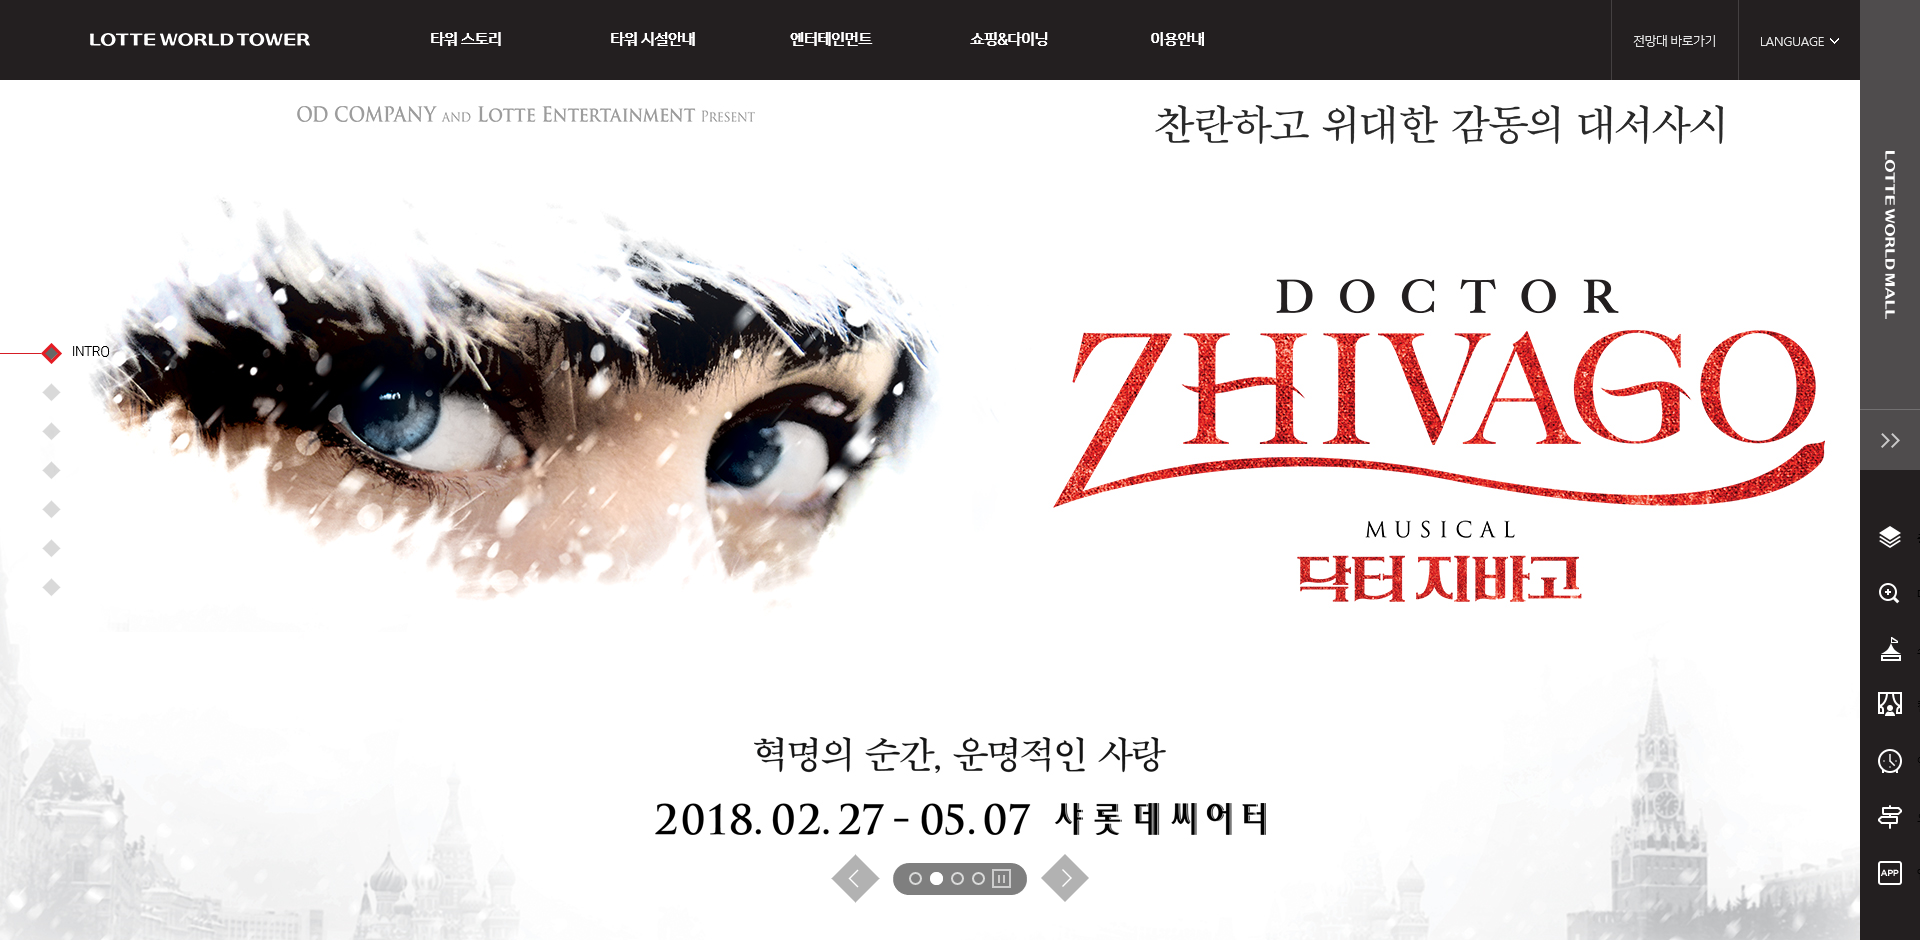 LOTTE WORLD TOWER
타워 스토리
타워 시설안내
엔터테인먼트
쇼핑&다이닝
이용안내
전망대 바로가기
LANGUAGE
OD COMPANY AND LOTTE ENTERTAINMENT PRESENT
찬란하고 위대한 감동의 대서사시
LOTTE WORLD MALL
DOCTOR
ZHIVAGO
INTRO
MUSICAL
닥터 지바고
혁명의 순간, 운명적인 사랑
2018. 02. 27 - 05. 07 샤롯데씨어터
APP